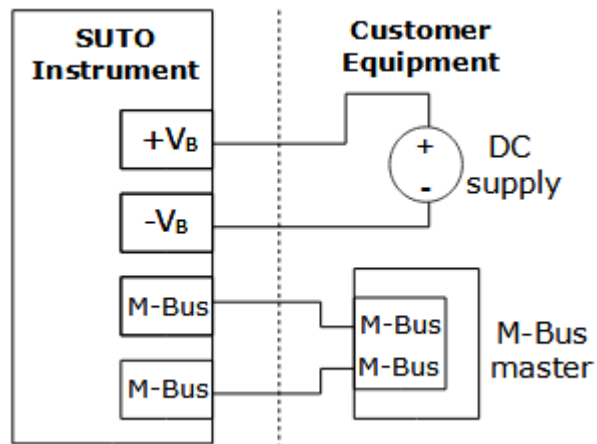 SUTO
Instrument
Customer
Equipment
+VB
-VB
M-Bus
M-Bus
+
-
DC
supply
M-Bus
M-Bus
M-Bus
master